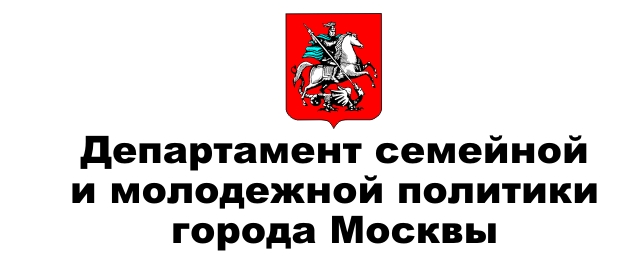 Департамент семейной
и молодежной политики
города Москвы